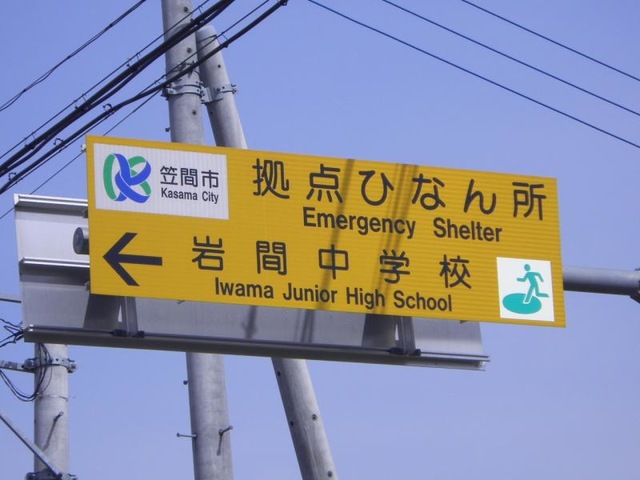 笠間市
Kasama City
拠点ひなん所
Emergency Shelter
岩間中学校
Iwama Junior High School